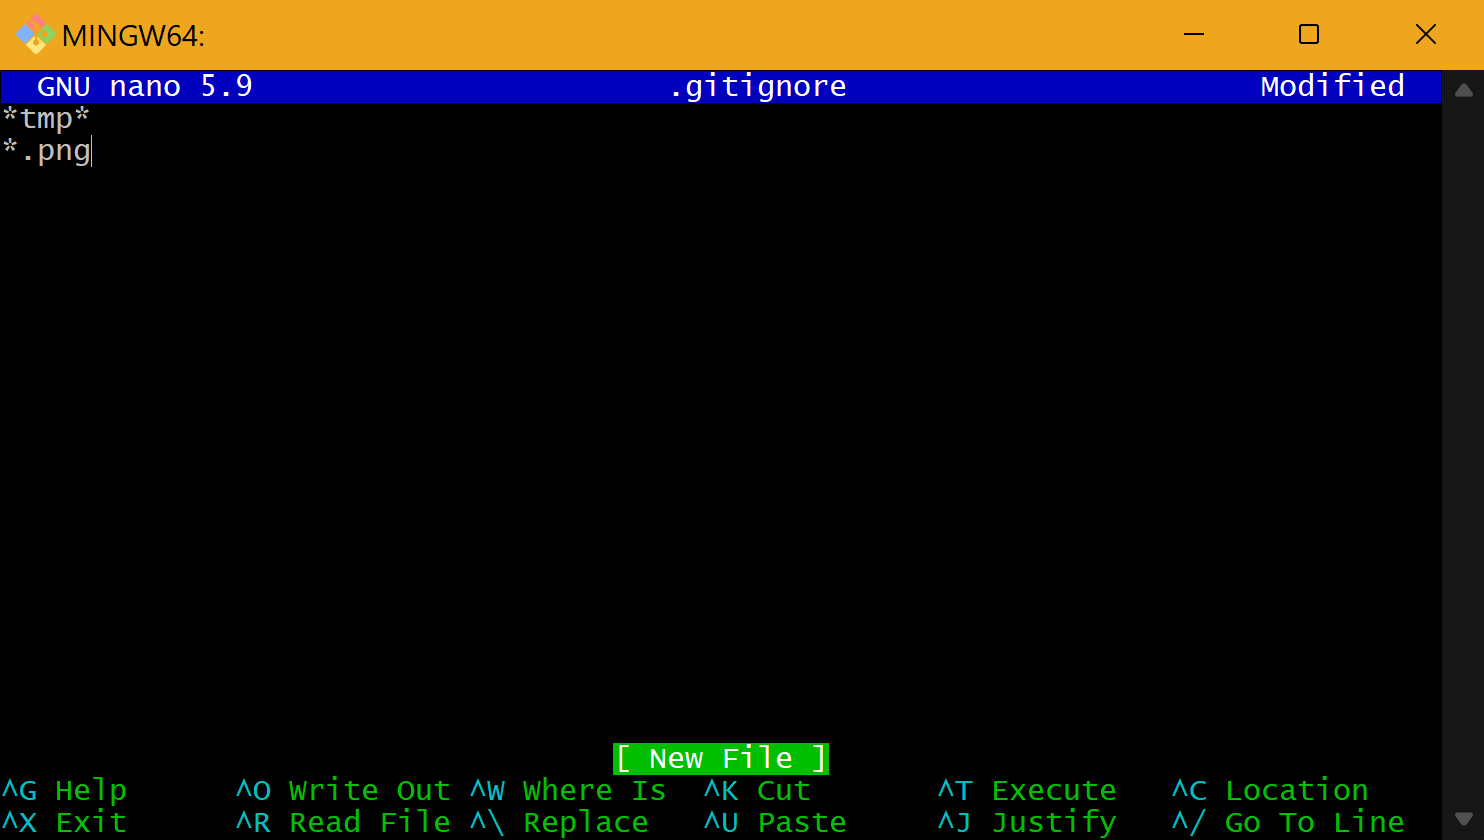 MINGW64:
GNU nano 5.9 .gitignore Modified
*tmp*
*.png
[ New File ]
^G Help ^O Write Out ^W Where Is ^K Cut ^T Execute ^C Location
^X Exit ^R Read File ^\ Replace ^U Paste ^J Justify ^/ Go To Line